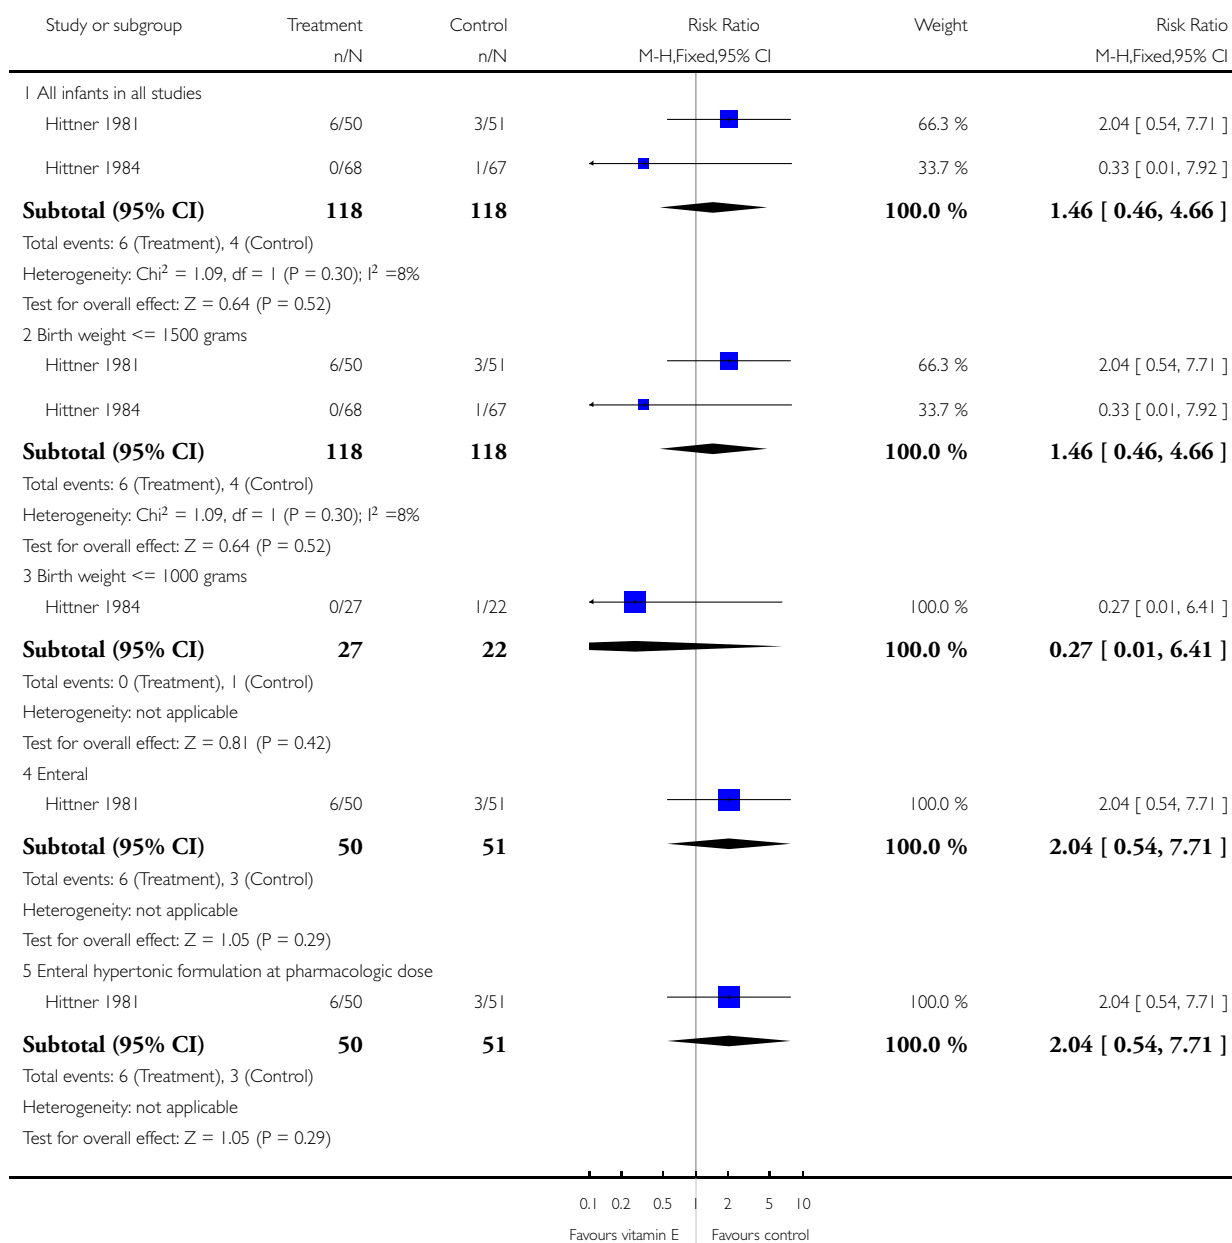 Study or subgroup Treatment Control Risk Ratio Weight Risk Ratio
n/N n/N M-H,Fixed,95% CI M-H,Fixed,95% CI
1 All infants in all studies
Hittner 1981 6/50 3/51 66.3 % 2.04 [ 0.54, 7.71 ]
Hittner 1984 0/68 1/67 33.7 % 0.33 [ 0.01, 7.92 ]
Subtotal (95% CI) 118 118 100.0 % 1.46 [ 0.46, 4.66 ]
Total events: 6 (Treatment), 4 (Control)
Heterogeneity: Chi² = 1.09, df = 1 (P = 0.30); I² =8%
Test for overall effect: Z = 0.64 (P = 0.52)
2 Birth weight <= 1500 grams
Hittner 1981 6/50 3/51 66.3 % 2.04 [ 0.54, 7.71 ]
Hittner 1984 0/68 1/67 33.7 % 0.33 [ 0.01, 7.92 ]
Subtotal (95% CI) 118 118 100.0 % 1.46 [ 0.46, 4.66 ]
Total events: 6 (Treatment), 4 (Control)
Heterogeneity: Chi² = 1.09, df = 1 (P = 0.30); I² =8%
Test for overall effect: Z = 0.64 (P = 0.52)
3 Birth weight <= 1000 grams
Hittner 1984 0/27 1/22 100.0 % 0.27 [ 0.01, 6.41 ]
Subtotal (95% CI) 27 22 100.0 % 0.27 [ 0.01, 6.41 ]
Total events: 0 (Treatment), 1 (Control)
Heterogeneity: not applicable
Test for overall effect: Z = 0.81 (P = 0.42)
4 Enteral
Hittner 1981 6/50 3/51 100.0 % 2.04 [ 0.54, 7.71 ]
Subtotal (95% CI) 50 51 100.0 % 2.04 [ 0.54, 7.71 ]
Total events: 6 (Treatment), 3 (Control)
Heterogeneity: not applicable
Test for overall effect: Z = 1.05 (P = 0.29)
5 Enteral hypertonic formulation at pharmacologic dose
Hittner 1981 6/50 3/51 100.0 % 2.04 [ 0.54, 7.71 ]
Subtotal (95% CI) 50 51 100.0 % 2.04 [ 0.54, 7.71 ]
Total events: 6 (Treatment), 3 (Control)
Heterogeneity: not applicable
Test for overall effect: Z = 1.05 (P = 0.29)
0.1 0.2 0.5 1 2 5 10
Favours vitamin E Favours control